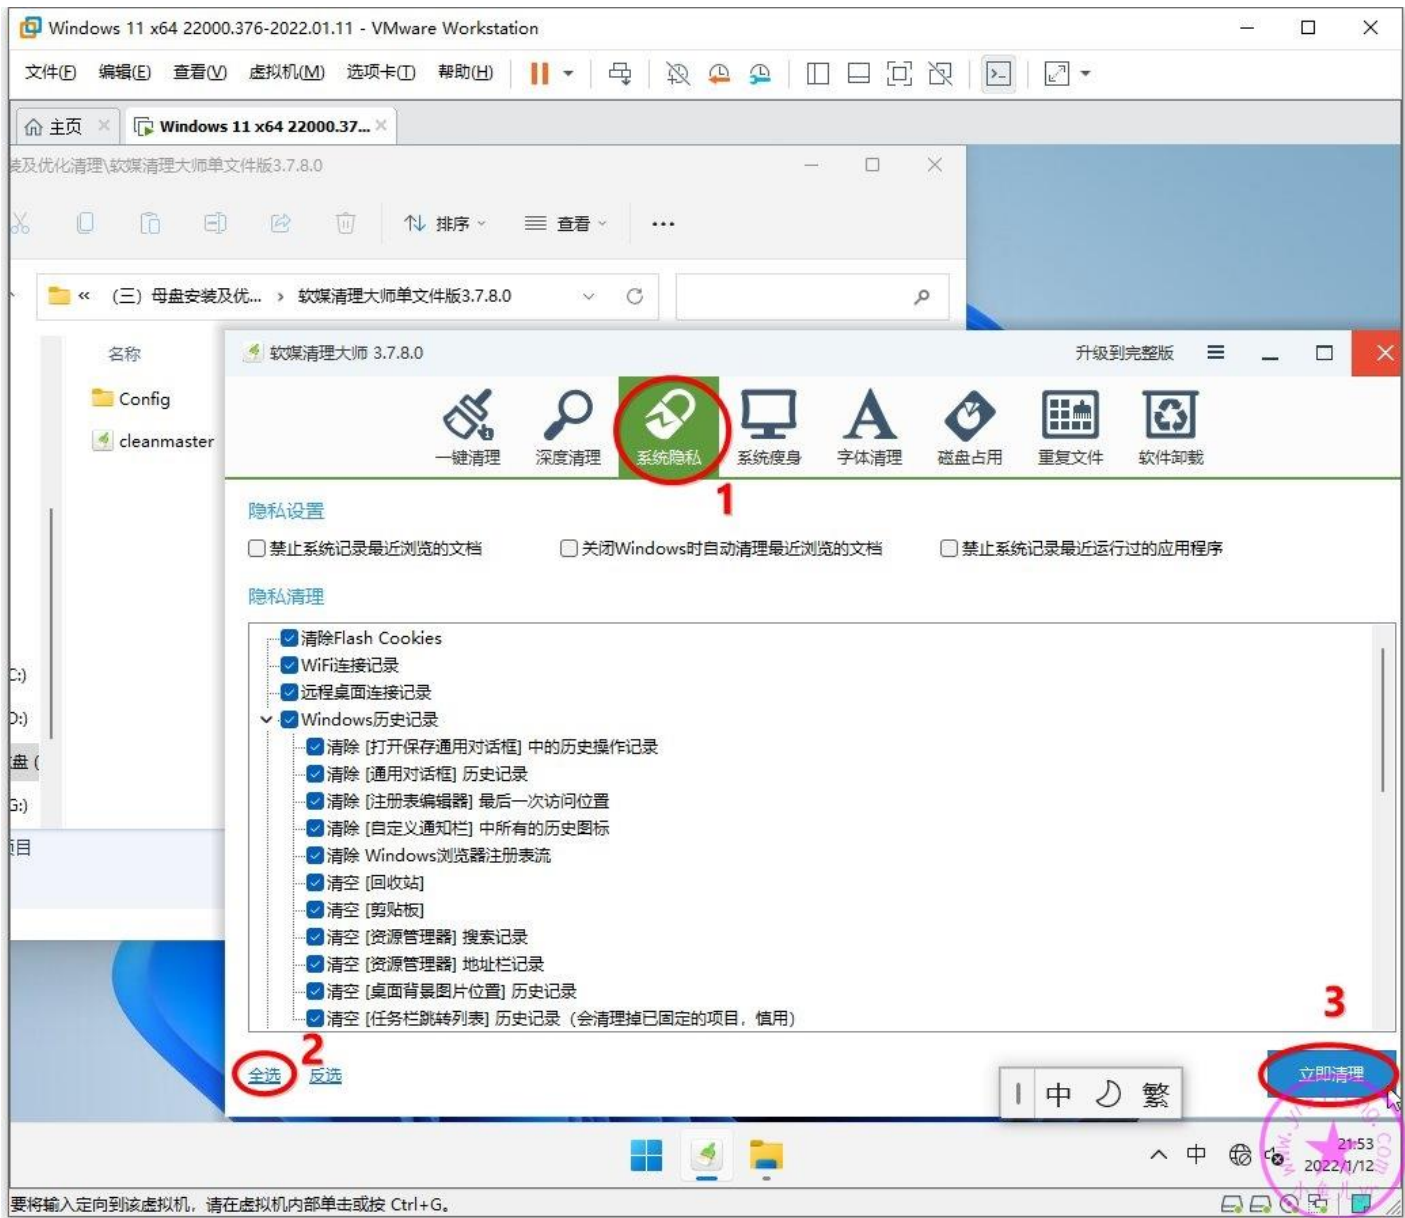 Windows 11 x64 22000.376-2022.01.11 - VMware Workstation
文件(F) 编辑(E) 查看(V) 虚拟机(M) 选项卡(T) 帮助(H)
主页 Windows 11 x64 22000.37...
及优化清理\软媒清理大师单文件版3.7.8.0
排序 查看 ...
« (三) 母盘安装及优... › 软媒清理大师单文件版3.7.8.0
名称
Config
cleanmaster
C:)
D:)
盘 (
G:)
项目
软媒清理大师 3.7.8.0 升级到完整版
一键清理 深度清理 系统隐私 系统瘦身 字体清理 磁盘占用 重复文件 软件卸载
1
隐私设置
禁止系统记录最近浏览的文档 关闭Windows时自动清理最近浏览的文档 禁止系统记录最近运行过的应用程序
隐私清理
清除Flash Cookies
WiFi连接记录
远程桌面连接记录
Windows历史记录
清除 [打开保存通用对话框] 中的历史操作记录
清除 [通用对话框] 历史记录
清除 [注册表编辑器] 最后一次访问位置
清除 [自定义通知栏] 中所有的历史图标
清除 Windows浏览器注册表流
清空 [回收站]
清空 [剪贴板]
清空 [资源管理器] 搜索记录
清空 [资源管理器] 地址栏记录
清空 [桌面背景图片位置] 历史记录
清空 [任务栏跳转列表] 历史记录（会清理掉已固定的项目，慎用）
3
2
全选 反选 立即清理
中 繁
中 21:53
2022/1/12
小鱼儿yr
要将输入定向到该虚拟机，请在虚拟机内部单击或按 Ctrl+G。